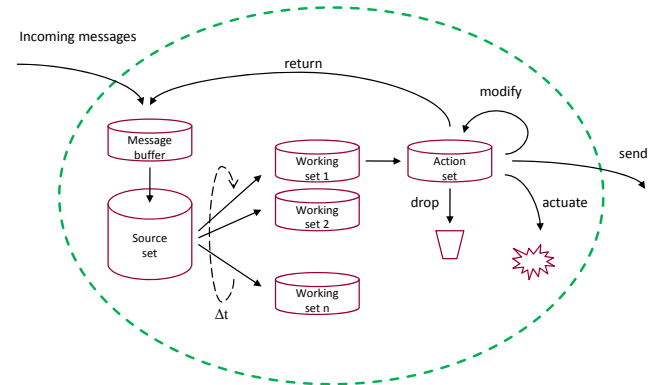 Incoming messages
return
modify
Message
buffer
Working
set 1
Action
set
send
Working
set 2
drop
actuate
Source
set
Working
set n
Δt